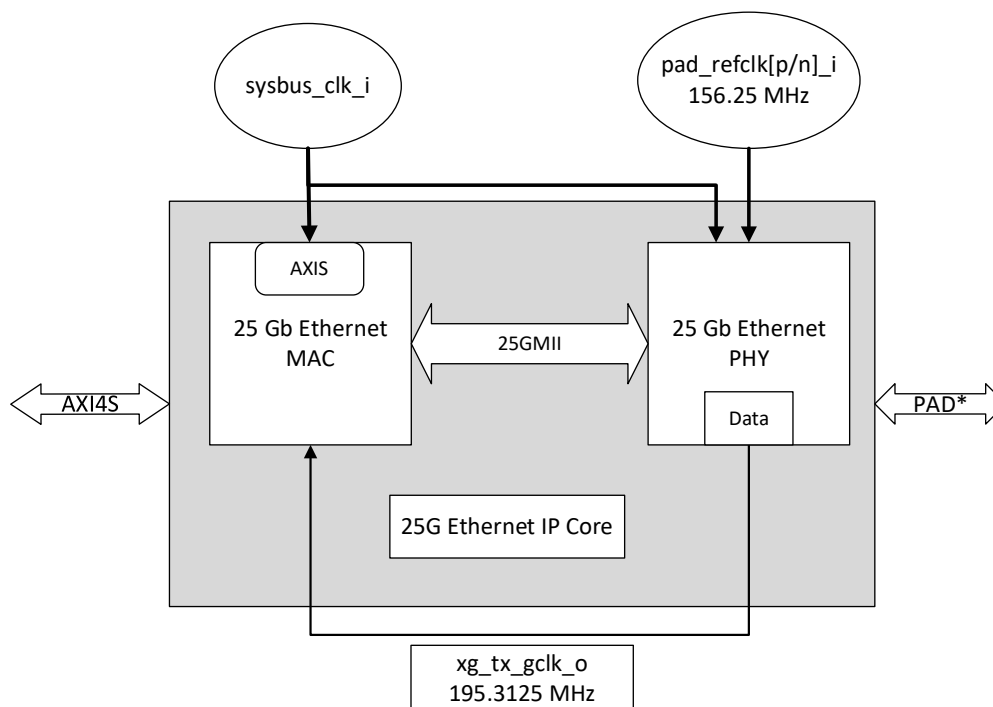 sysbus_clk_i
pad_refclk[p/n]_i
156.25 MHz
AXIS
25 Gb Ethernet
MAC
25GMII
25 Gb Ethernet
PHY
AXI4S
PAD*
Data
25G Ethernet IP Core
xg_tx_gclk_o
195.3125 MHz